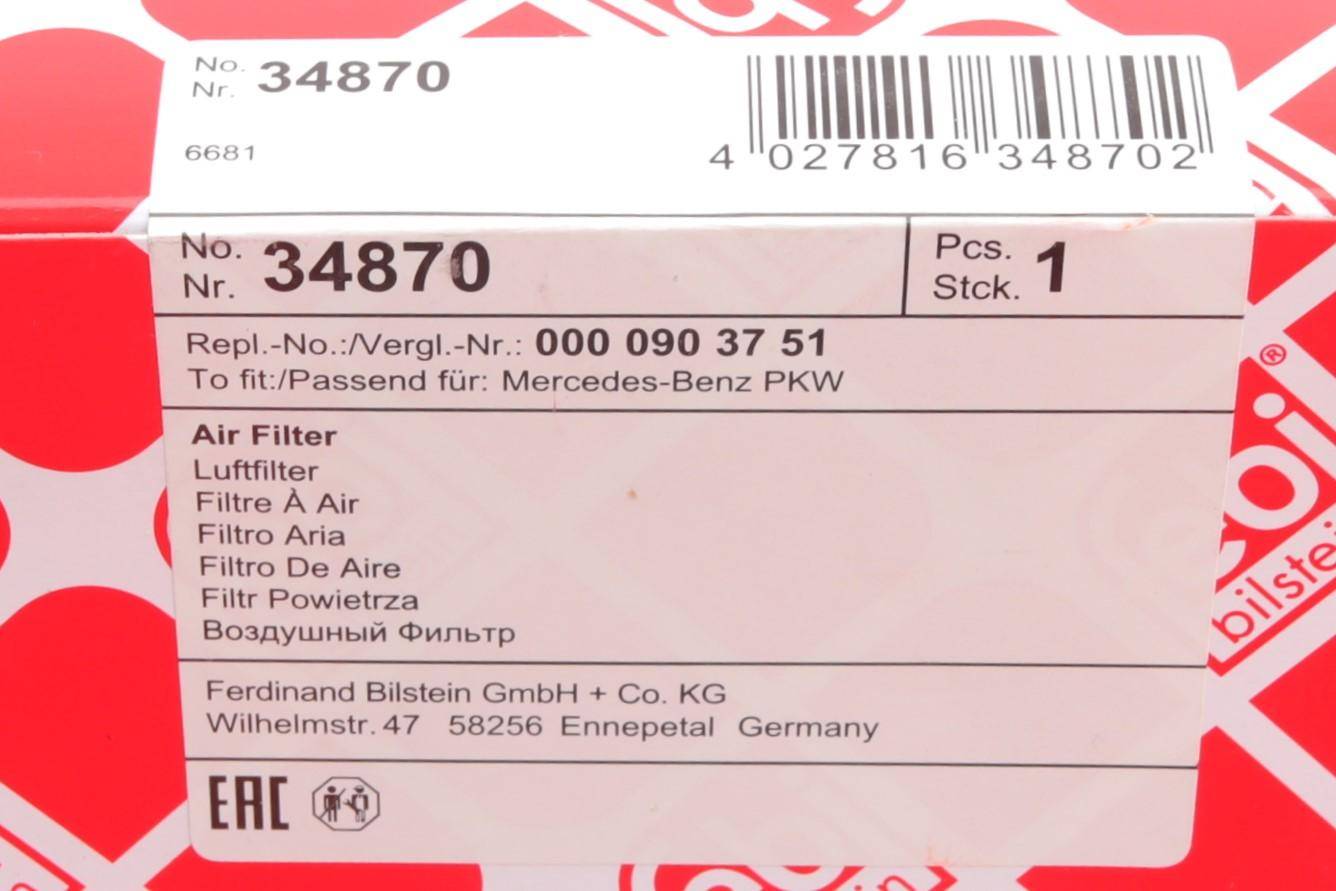 No.
Nr. 34870
6681
4 027816 348702
No.
Nr. 34870
Pcs.
Stck. 1
Repl.-No.:/Vergl.-Nr.: 000 090 37 51
To fit:/Passend für: Mercedes-Benz PKW
Air Filter
Luftfilter
Filtre À Air
Filtro Aria
Filtro De Aire
Filtr Powietrza
Воздушный Фильтр
Ferdinand Bilstein GmbH + Co. KG
Wilhelmstr. 47 58256 Ennepetal Germany
EAC
®